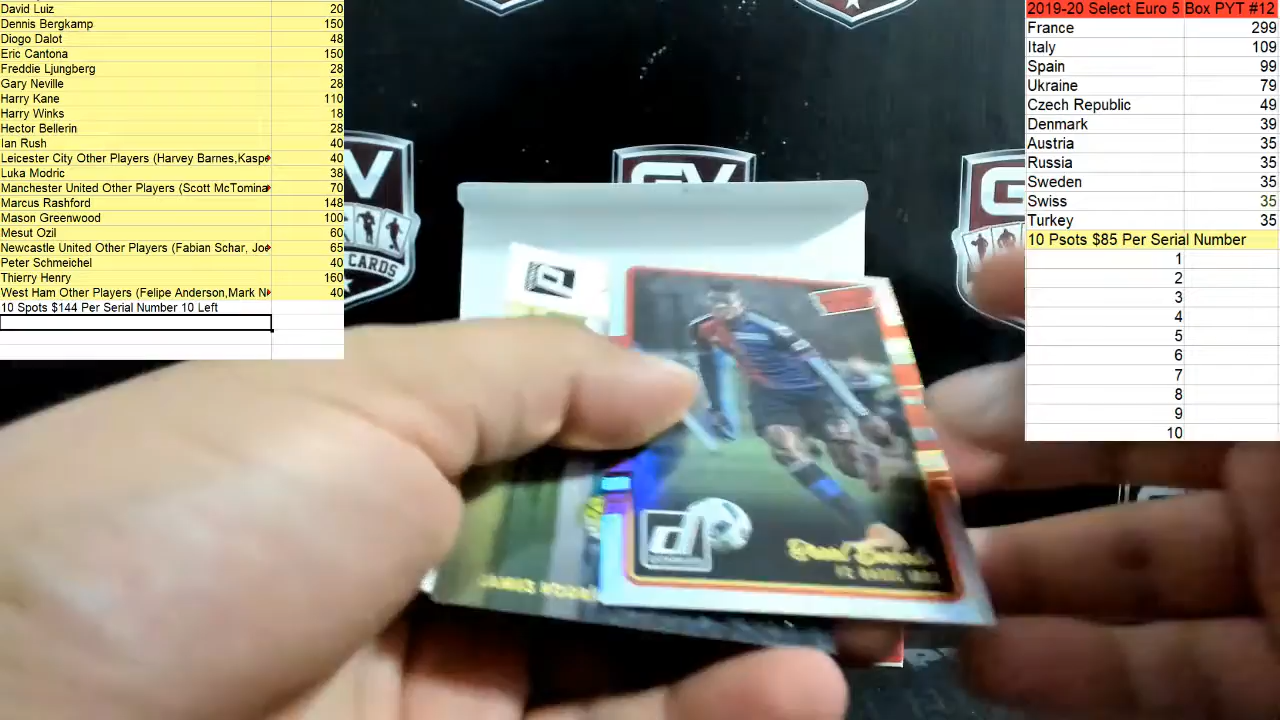 David Luiz 20
Dennis Bergkamp 150
Diogo Dalot 48
Eric Cantona 150
Freddie Ljungberg 28
Gary Neville 28
Harry Kane 110
Harry Winks 18
Hector Bellerin 28
Ian Rush 40
Leicester City Other Players (Harvey Barnes,Kaspe 40
Luka Modric 38
Manchester United Other Players (Scott McTomina 70
Marcus Rashford 148
Mason Greenwood 100
Mesut Ozil 60
Newcastle United Other Players (Fabian Schar, Joe 65
Peter Schmeichel 40
Thierry Henry 160
West Ham Other Players (Felipe Anderson,Mark N 40
10 Spots $144 Per Serial Number 10 Left
2019-20 Select Euro 5 Box PYT #12
France 299
Italy 109
Spain 99
Ukraine 79
Czech Republic 49
Denmark 39
Austria 35
Russia 35
Sweden 35
Swiss 35
Turkey 35
10 Psots $85 Per Serial Number
1
2
3
4
5
6
7
8
9
10
GV
V
CARDS
G
CARDS
d
FC BASEL 1893